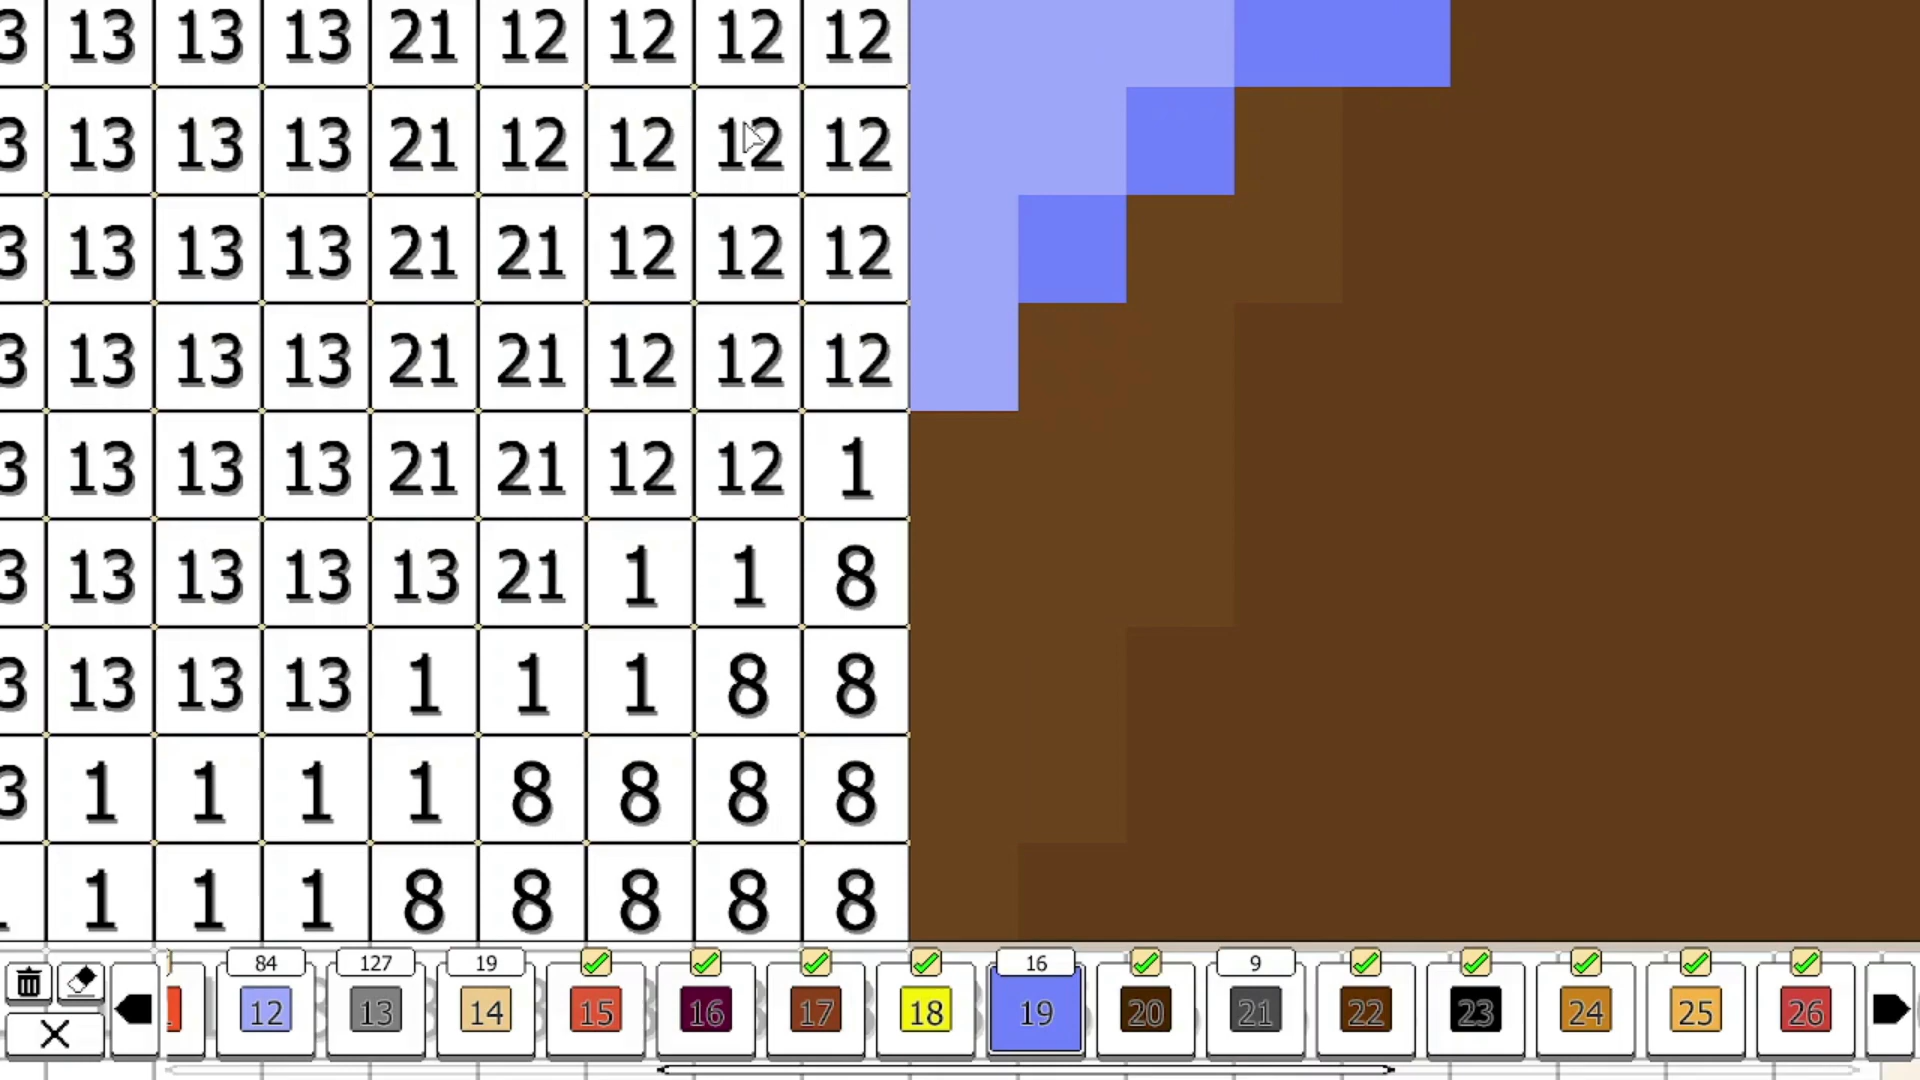 3 13 13 13 21 12 12 12 12
3 13 13 13 21 12 12 12 12
3 13 13 13 21 21 12 12 12
3 13 13 13 21 21 12 12 12
3 13 13 13 21 21 12 12 1
3 13 13 13 13 21 1 1 8
3 13 13 13 1 1 1 8 8
3 1 1 1 1 8 8 8 8
1 1 1 8 8 8 8 8
84 127 19 16 9
12 13 14 15 16 17 18 19 20 21 22 23 24 25 26